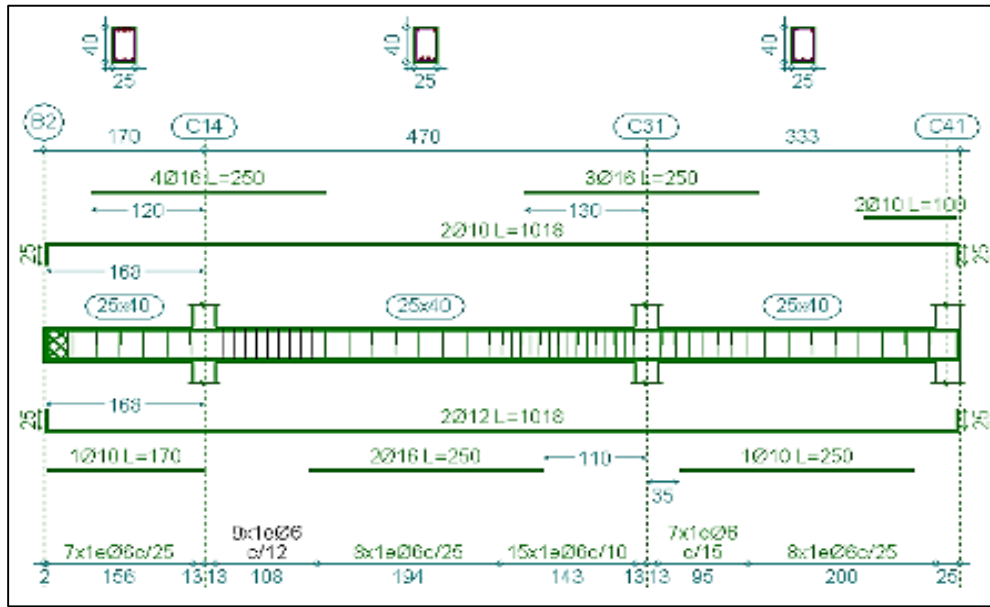 40 40 40
25 25 25
B2 170 C14 470 C31 333 C41
4Ø16 L=250 3Ø16 L=250
120 130 2Ø10 L=100
2Ø10 L=1018
25 25
168
25x40 25x40 25x40
168
2Ø12 L=1018
25 25
1Ø10 L=170 2Ø16 L=250 110 1Ø10 L=250
35
9x1eØ6 7x1eØ6
7x1eØ6c/25 c/12 8x1eØ6c/25 15x1eØ6c/10 c/15 8x1eØ6c/25
2 156 13 13 108 194 143 13 13 95 200 25